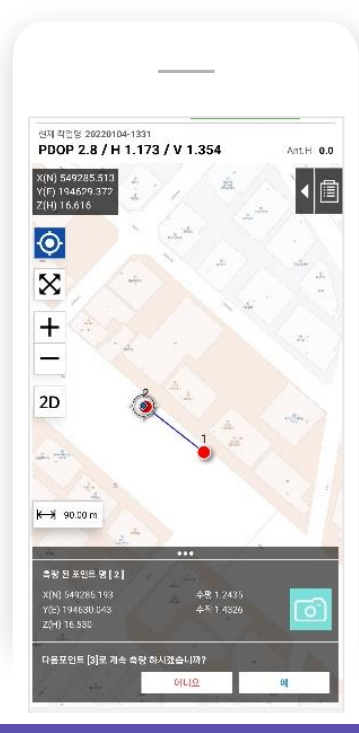 현재 작업명 20220104-1331
PDOP 2.8 / H 1.173 / V 1.354
Ant.H 0.0
X(N) 549285.513
Y(E) 194629.372
Z(H) 16.616
2D
2
1
90.00 m
측량 된 포인트 명 [ 2 ]
X(N) 549285.193
수평 1.2435
Y(E) 194630.043
수직 1.4326
Z(H) 16.530
다음포인트 [3]로 계속 측량 하시겠습니까?
아니요
예